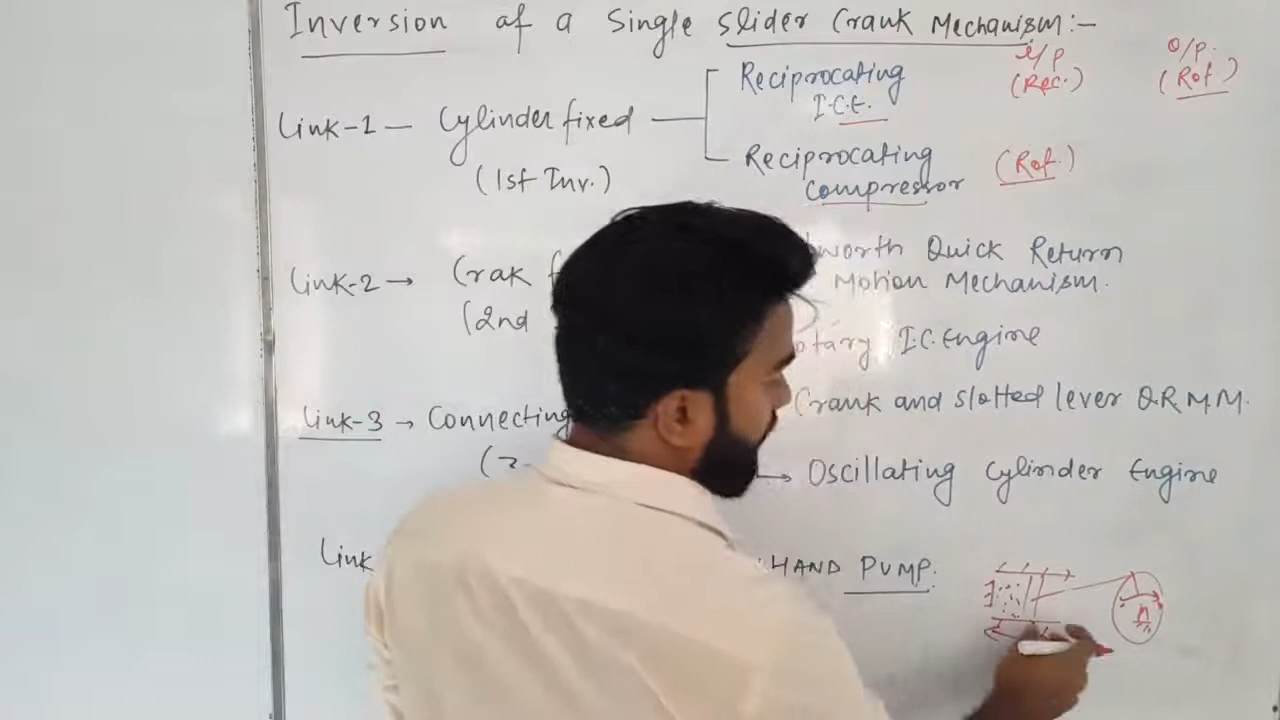 Inversion of a Single Slider Crank Mechanism:-
i/p O/p.
(Rec.) (Rot.)
Link-1 — Cylinder fixed
(1st Inv.)
Reciprocating
I.C.E.
Reciprocating (Rot.)
Compressor
Link-2 → Crak
(2nd
worth Quick Return
Motion Mechanism.
otary I.C. Engine
Link-3 → Connecting
Crank and slotted lever Q.R.M.M.
→ Oscillating Cylinder Engine
Link
HAND PUMP.